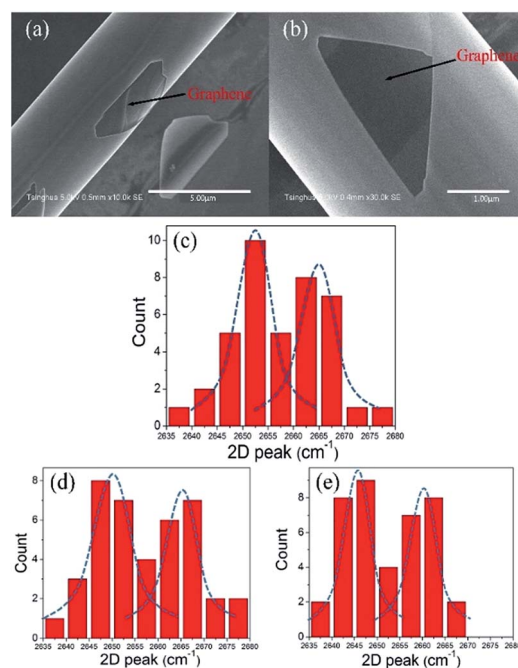 (a)
Graphene
Tsinghua 5.0kV 0.5mm x10.0k SE
5.00μm
(b)
Graphene
Tsinghua 5.0kV 0.4mm x30.0k SE
1.00μm
(c)
Count
10
8
6
4
2
0
2635 2640 2645 2650 2655 2660 2665 2670 2675 2680
2D peak (cm⁻¹)
(d)
Count
8
6
4
2
0
2635 2640 2645 2650 2655 2660 2665 2670 2675 2680
2D peak (cm⁻¹)
(e)
Count
8
6
4
2
0
2635 2640 2645 2650 2655 2660 2665 2670 2675 2680
2D peak (cm⁻¹)